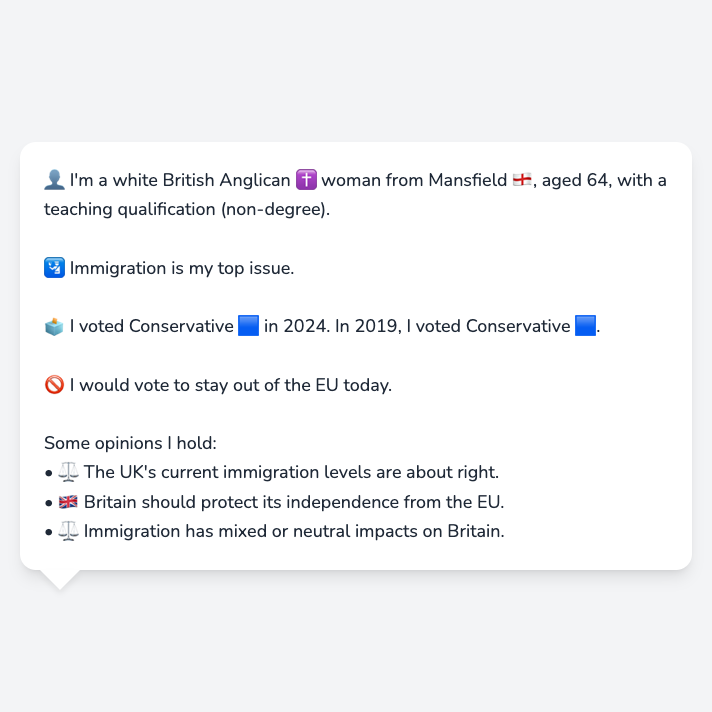 👤 I'm a white British Anglican ✝️ woman from Mansfield 🏴󠁧󠁢󠁥󠁮󠁧󠁿, aged 64, with a
teaching qualification (non-degree).
🛂 Immigration is my top issue.
🗳️ I voted Conservative 🟦 in 2024. In 2019, I voted Conservative 🟦.
🚫 I would vote to stay out of the EU today.
Some opinions I hold:
• ⚖️ The UK's current immigration levels are about right.
• 🇬🇧 Britain should protect its independence from the EU.
• ⚖️ Immigration has mixed or neutral impacts on Britain.